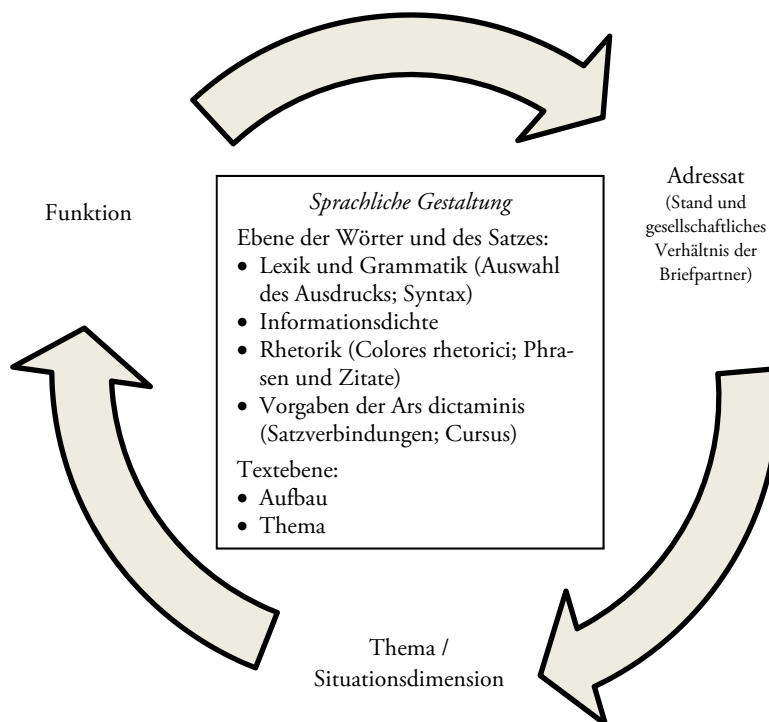 Funktion
Adressat
(Stand und
gesellschaftliches
Verhältnis der
Briefpartner)
Sprachliche Gestaltung
Ebene der Wörter und des Satzes:
• Lexik und Grammatik (Auswahl
des Ausdrucks; Syntax)
• Informationsdichte
• Rhetorik (Colores rhetorici; Phra-
sen und Zitate)
• Vorgaben der Ars dictaminis
(Satzverbindungen; Cursus)
Textebene:
• Aufbau
• Thema
Thema /
Situationsdimension